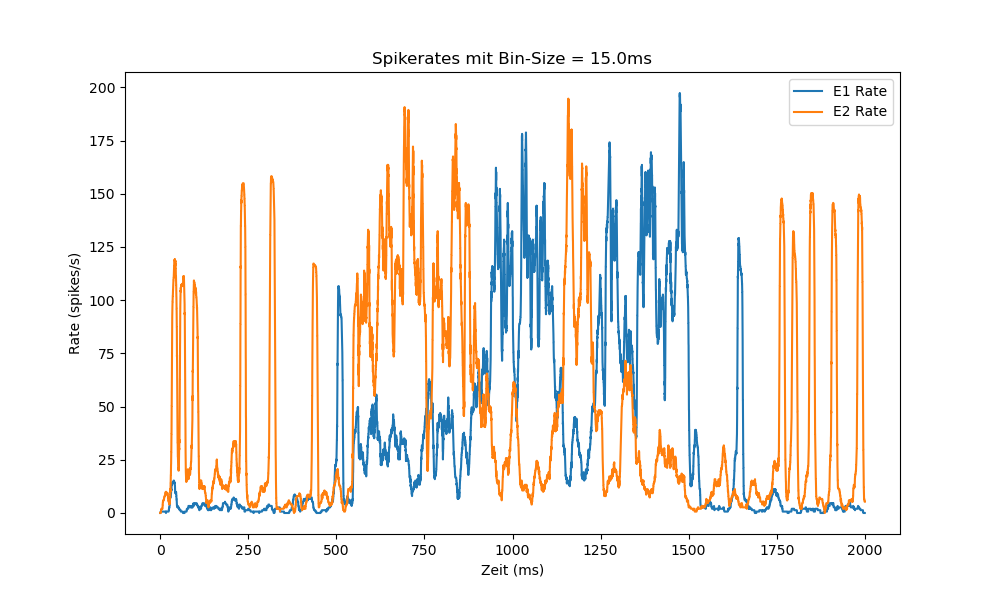 Spikerates mit Bin-Size = 15.0ms
E1 Rate
E2 Rate
200
175
150
125
100
75
50
25
0
Rate (spikes/s)
0 250 500 750 1000 1250 1500 1750 2000
Zeit (ms)